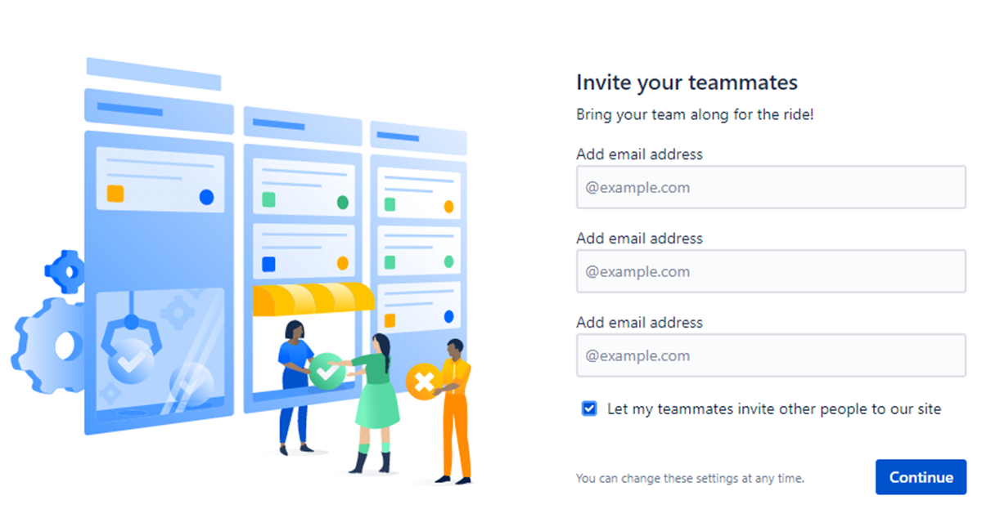 Invite your teammates
Bring your team along for the ride!
Add email address
@example.com
Add email address
@example.com
Add email address
@example.com
Let my teammates invite other people to our site
You can change these settings at any time.
Continue